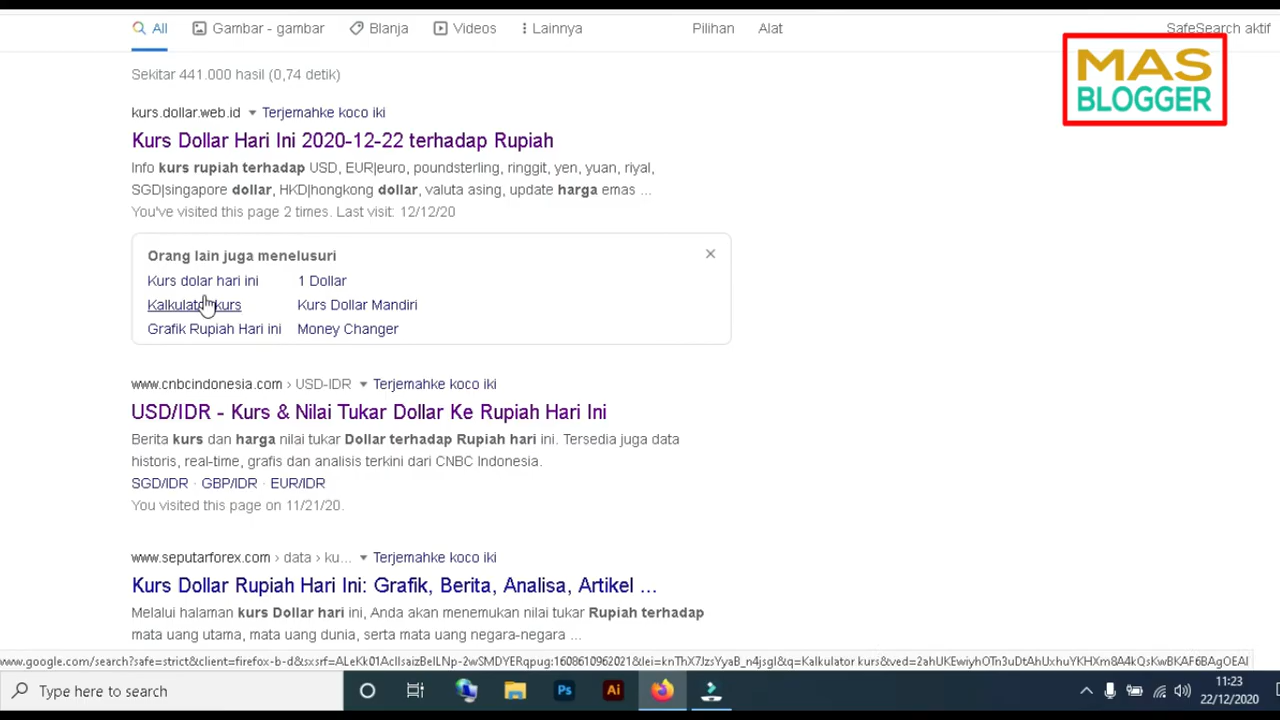 All Gambar - gambar Blanja Videos Lainnya Pilihan Alat SafeSearch aktif
MAS
BLOGGER
Sekitar 441.000 hasil (0,74 detik)
kurs.dollar.web.id Terjemahke koco iki
Kurs Dollar Hari Ini 2020-12-22 terhadap Rupiah
Info kurs rupiah terhadap USD, EUR|euro, poundsterling, ringgit, yen, yuan, riyal,
SGD|singapore dollar, HKD|hongkong dollar, valuta asing, update harga emas ...
You've visited this page 2 times. Last visit: 12/12/20
Orang lain juga menelusuri
Kurs dolar hari ini 1 Dollar
Kalkulator kurs Kurs Dollar Mandiri
Grafik Rupiah Hari ini Money Changer
www.cnbcindonesia.com › USD-IDR Terjemahke koco iki
USD/IDR - Kurs & Nilai Tukar Dollar Ke Rupiah Hari Ini
Berita kurs dan harga nilai tukar Dollar terhadap Rupiah hari ini. Tersedia juga data
historis, real-time, grafis dan analisis terkini dari CNBC Indonesia.
SGD/IDR · GBP/IDR · EUR/IDR
You visited this page on 11/21/20.
www.seputarforex.com › data › ku... Terjemahke koco iki
Kurs Dollar Rupiah Hari Ini: Grafik, Berita, Analisa, Artikel ...
Melalui halaman kurs Dollar hari ini, Anda akan menemukan nilai tukar Rupiah terhadap
mata uang utama, mata uang dunia, serta mata uang negara-negara ...
Type here to search
Ps Ai
11:23
22/12/2020